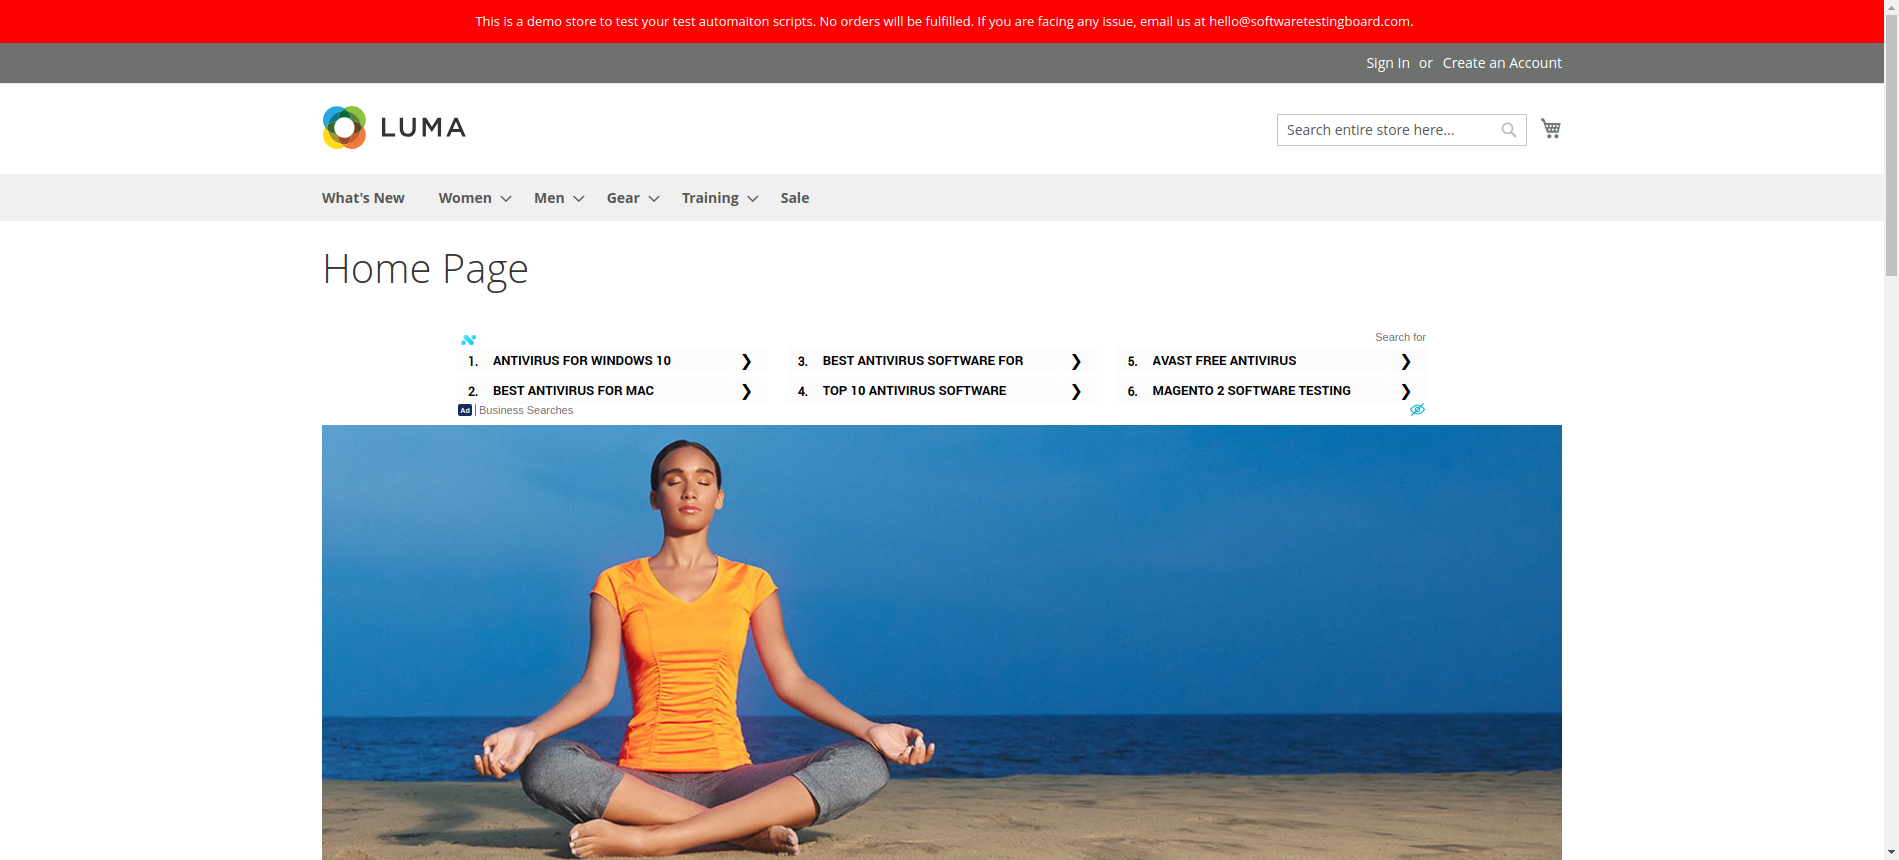 This is a demo store to test your test automaiton scripts. No orders will be fulfilled. If you are facing any issue, email us at hello@softwaretestingboard.com.
Sign In or Create an Account
LUMA
Search entire store here...
What's New Women Men Gear Training Sale
Home Page
Search for
1. ANTIVIRUS FOR WINDOWS 10
2. BEST ANTIVIRUS FOR MAC
3. BEST ANTIVIRUS SOFTWARE FOR
4. TOP 10 ANTIVIRUS SOFTWARE
5. AVAST FREE ANTIVIRUS
6. MAGENTO 2 SOFTWARE TESTING
Ad | Business Searches